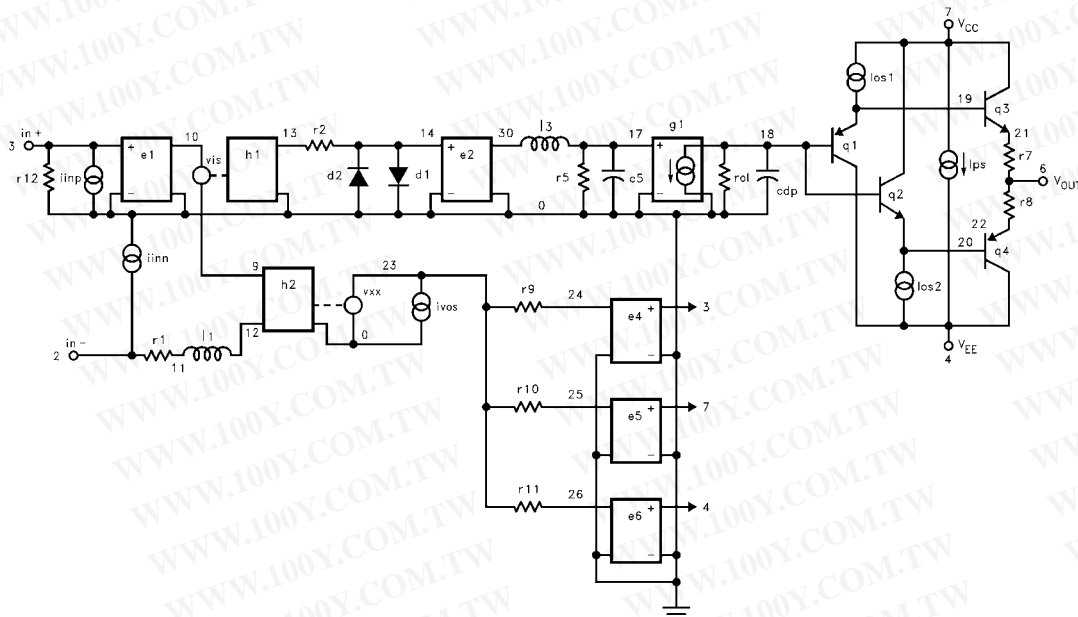 7
V_CC
Ios1
19
q3
21
r7
Ips
6
V_OUT
r8
22
q4
20
q2
q1
Ios2
V_EE
4
in+
3
r12
iinp
e1
10
vis
h1
13
r2
d2
d1
14
e2
30
l3
r5
c5
17
g1
rol
18
cdp
0
iinn
9
h2
12
in-
2
r1
11
l1
23
vxx
0
ivos
r9
24
e4
3
r10
25
e5
7
r11
26
e6
4
WWW.100Y.COM.TW